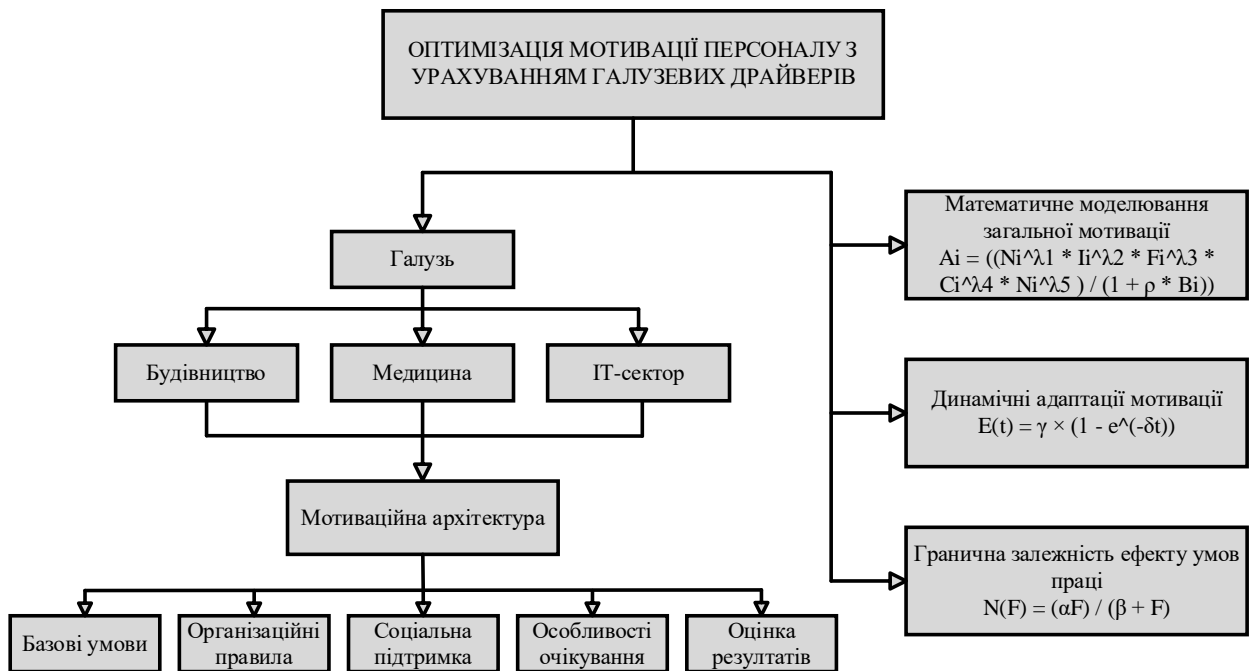 ОПТИМІЗАЦІЯ МОТИВАЦІЇ ПЕРСОНАЛУ З
УРАХУВАННЯМ ГАЛУЗЕВИХ ДРАЙВЕРІВ
Галузь
Будівництво
Медицина
ІТ-сектор
Мотиваційна архітектура
Базові умови
Організаційні
правила
Соціальна
підтримка
Особливості
очікування
Оцінка
результатів
Математичне моделювання
загальної мотивації
Ai = ((Ni^λ1 * Ii^λ2 * Fi^λ3 *
Ci^λ4 * Ni^λ5 ) / (1 + ρ * Bi))
Динамічні адаптації мотивації
E(t) = γ × (1 - e^(-δt))
Гранична залежність ефекту умов
праці
N(F) = (αF) / (β + F)